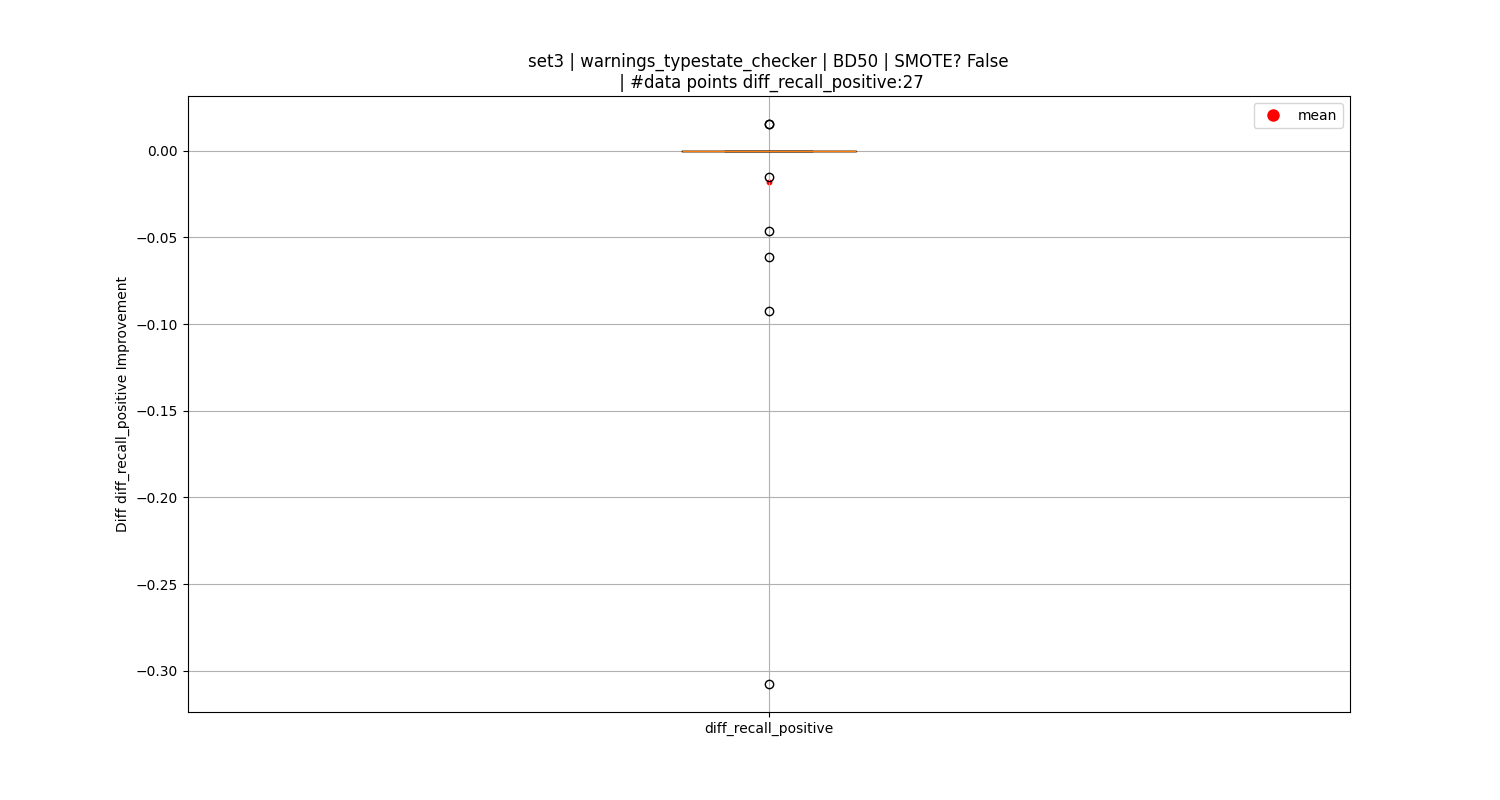 set3 | warnings_typestate_checker | BD50 | SMOTE? False
| #data points diff_recall_positive:27
mean
0.00
−0.05
−0.10
−0.15
−0.20
−0.25
−0.30
Diff diff_recall_positive Improvement
diff_recall_positive